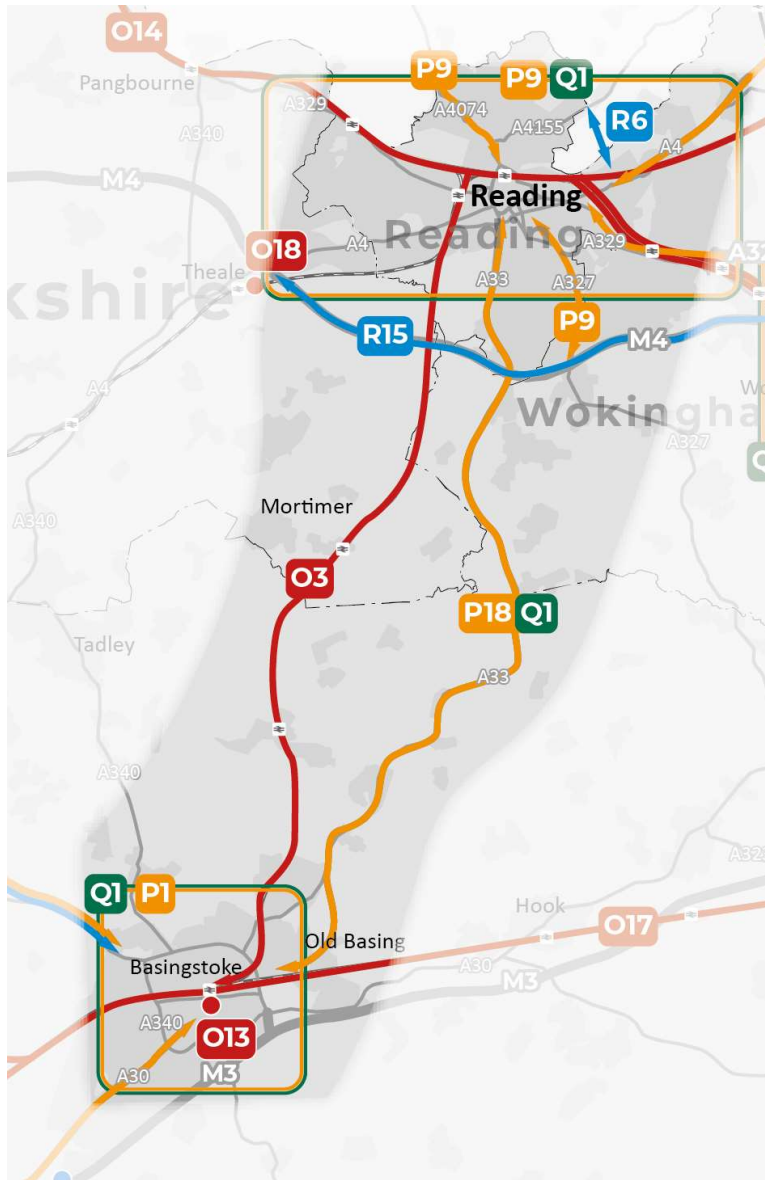 O14
P9
P9 Q1
Pangbourne
A329
A4074
A4155
R6
A340
A4
M4
Reading
O18
A4
Reading
A329
Theale
A33
A327
kshire
R15
P9
M4
Wokingha
A4
A327
Mortimer
A340
O3
P18 Q1
Tadley
A33
A340
Q1 P1
Hook
O17
Old Basing
Basingstoke
A30
M3
A340
O13
A30
M3